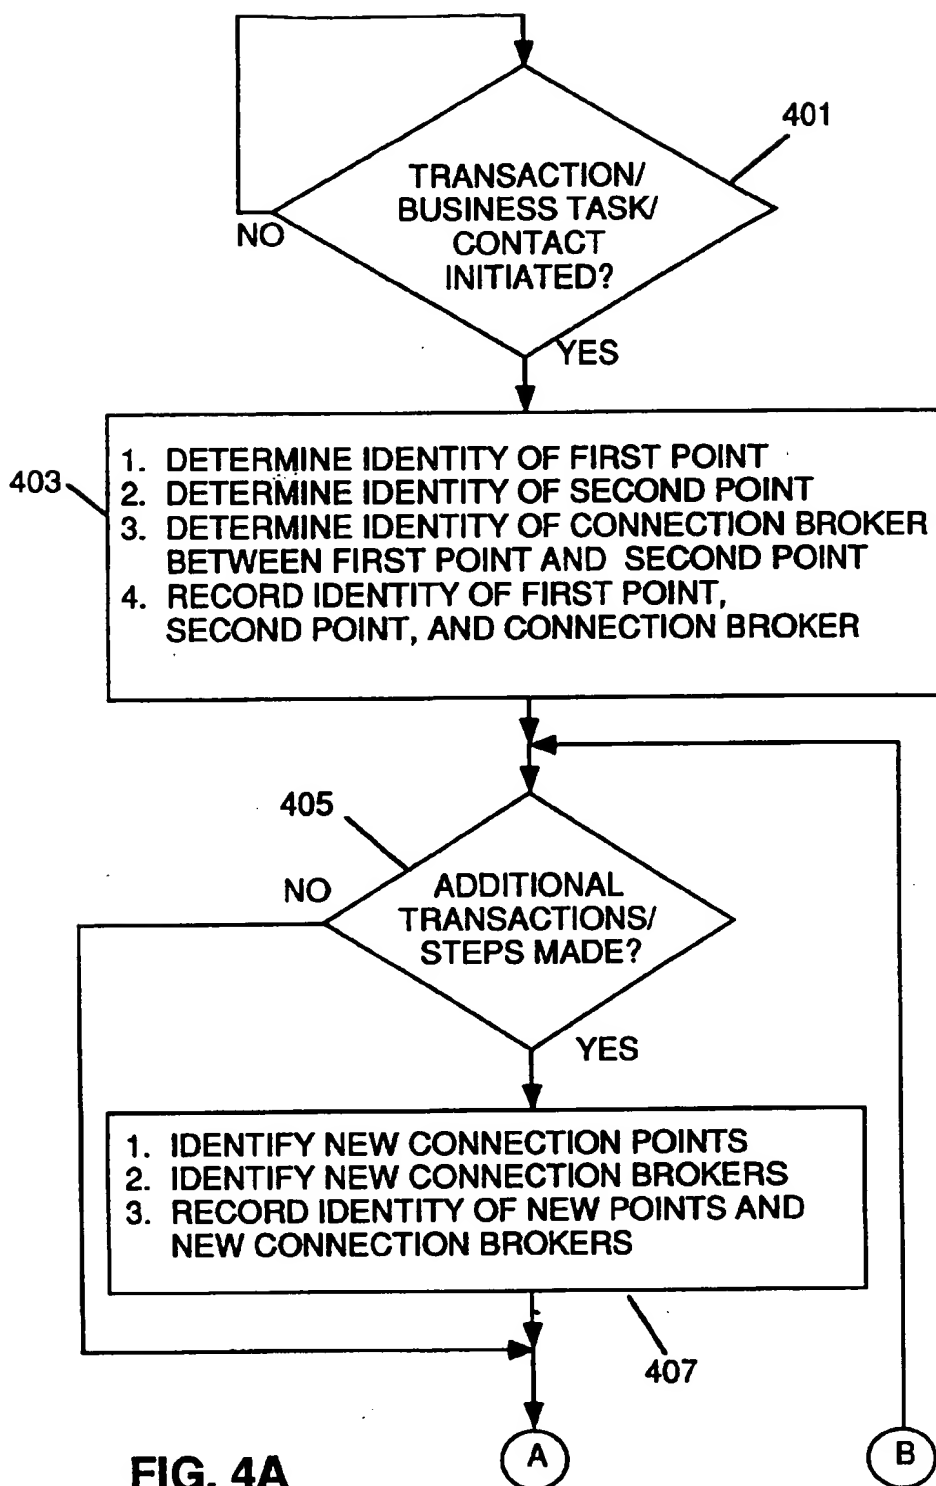 401
TRANSACTION/
BUSINESS TASK/
CONTACT
INITIATED?
NO
YES
403
1. DETERMINE IDENTITY OF FIRST POINT
2. DETERMINE IDENTITY OF SECOND POINT
3. DETERMINE IDENTITY OF CONNECTION BROKER
BETWEEN FIRST POINT AND SECOND POINT
4. RECORD IDENTITY OF FIRST POINT,
SECOND POINT, AND CONNECTION BROKER
405
NO
ADDITIONAL
TRANSACTIONS/
STEPS MADE?
YES
1. IDENTIFY NEW CONNECTION POINTS
2. IDENTIFY NEW CONNECTION BROKERS
3. RECORD IDENTITY OF NEW POINTS AND
NEW CONNECTION BROKERS
407
A
B
FIG. 4A